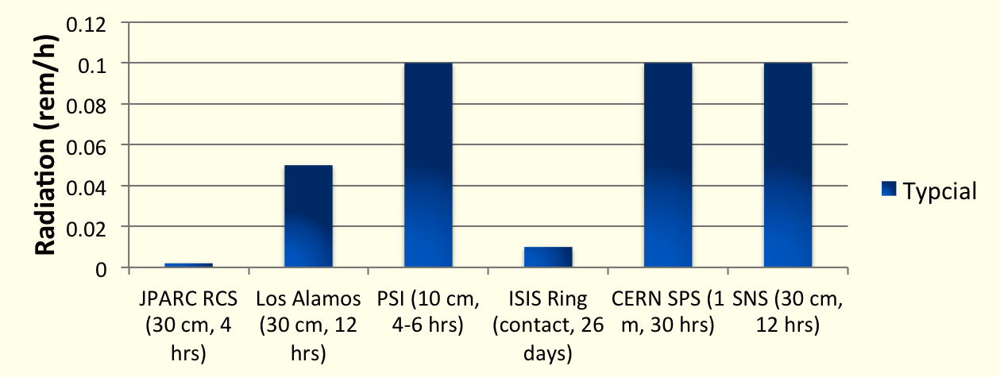 Radiation (rem/h)
0.12
0.1
0.08
0.06
0.04
0.02
0
JPARC RCS
(30 cm, 4
hrs)
Los Alamos
(30 cm, 12
hrs)
PSI (10 cm,
4-6 hrs)
ISIS Ring
(contact, 26
days)
CERN SPS (1
m, 30 hrs)
SNS (30 cm,
12 hrs)
Typcial